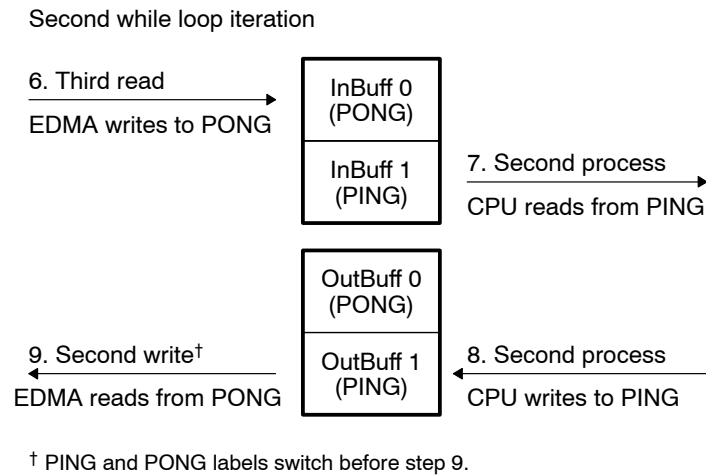 Second while loop iteration
6. Third read
EDMA writes to PONG
InBuff 0
(PONG)
InBuff 1
(PING)
7. Second process
CPU reads from PING
OutBuff 0
(PONG)
OutBuff 1
(PING)
9. Second write†
EDMA reads from PONG
8. Second process
CPU writes to PING
† PING and PONG labels switch before step 9.